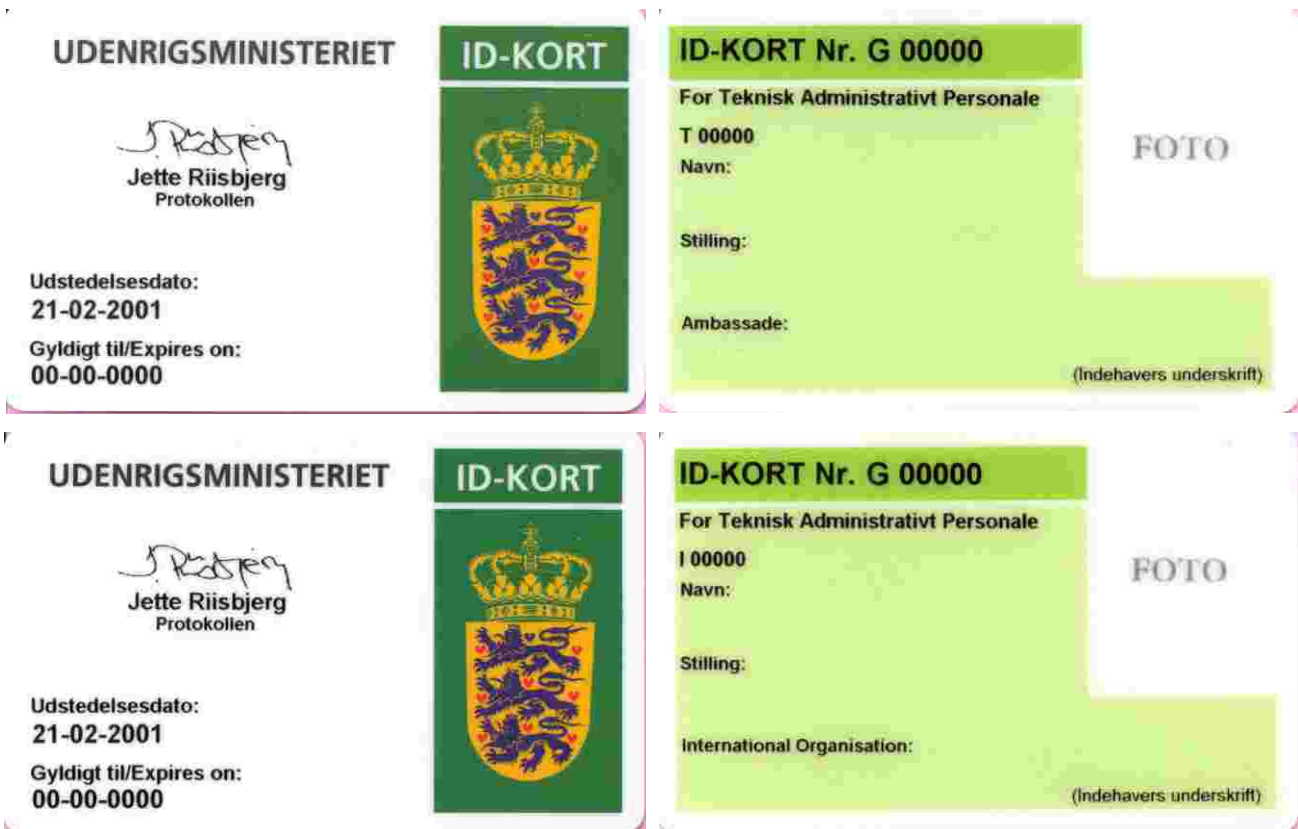 UDENRIGSMINISTERIET
ID-KORT
Jette Riisbjerg
Protokollen
Udstedelsesdato:
21-02-2001
Gyldigt til/Expires on:
00-00-0000
ID-KORT Nr. G 00000
For Teknisk Administrativt Personale
T 00000
Navn:
FOTO
Stilling:
Ambassade:
(Indehavers underskrift)
UDENRIGSMINISTERIET
ID-KORT
Jette Riisbjerg
Protokollen
Udstedelsesdato:
21-02-2001
Gyldigt til/Expires on:
00-00-0000
ID-KORT Nr. G 00000
For Teknisk Administrativt Personale
I 00000
Navn:
FOTO
Stilling:
International Organisation:
(Indehavers underskrift)